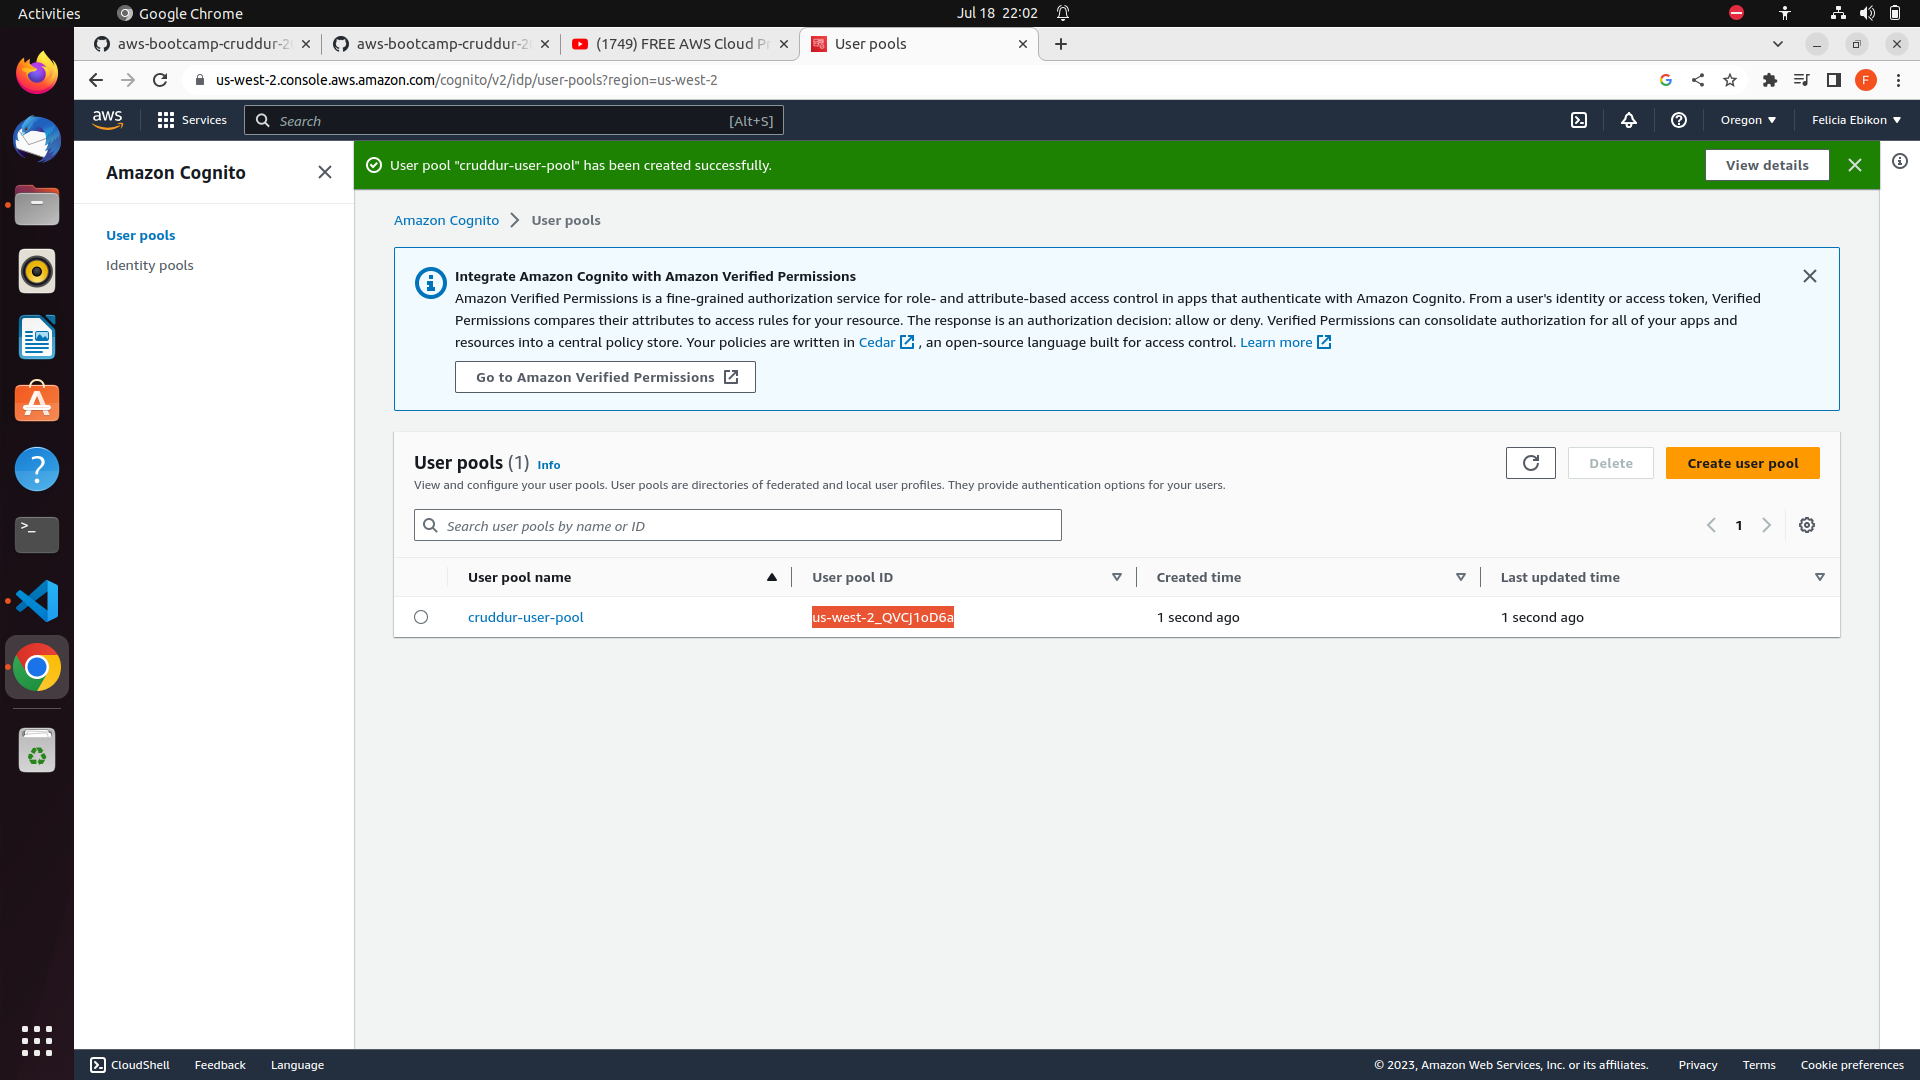 Activities
Google Chrome
Jul 18 22:02
aws-bootcamp-cruddur-20
aws-bootcamp-cruddur-20
(1749) FREE AWS Cloud Pr
User pools
us-west-2.console.aws.amazon.com/cognito/v2/idp/user-pools?region=us-west-2
F
aws
Services
Search
[Alt+S]
Oregon
Felicia Ebikon
Amazon Cognito
User pools
Identity pools
User pool "cruddur-user-pool" has been created successfully.
View details
Amazon Cognito
User pools
Integrate Amazon Cognito with Amazon Verified Permissions
Amazon Verified Permissions is a fine-grained authorization service for role- and attribute-based access control in apps that authenticate with Amazon Cognito. From a user's identity or access token, Verified
Permissions compares their attributes to access rules for your resource. The response is an authorization decision: allow or deny. Verified Permissions can consolidate authorization for all of your apps and
resources into a central policy store. Your policies are written in Cedar , an open-source language built for access control. Learn more
Go to Amazon Verified Permissions
User pools (1) Info
View and configure your user pools. User pools are directories of federated and local user profiles. They provide authentication options for your users.
Delete
Create user pool
Search user pools by name or ID
1
User pool name
User pool ID
Created time
Last updated time
cruddur-user-pool
us-west-2_QVCj1oD6a
1 second ago
1 second ago
CloudShell
Feedback
Language
© 2023, Amazon Web Services, Inc. or its affiliates.
Privacy
Terms
Cookie preferences